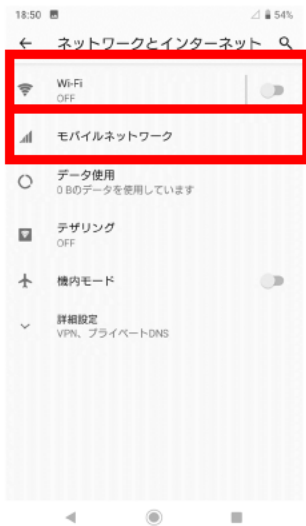 18:50 54%
ネットワークとインターネット
Wi-Fi
OFF
モバイルネットワーク
データ使用
0 Bのデータを使用しています
テザリング
OFF
機内モード
詳細設定
VPN、プライベートDNS